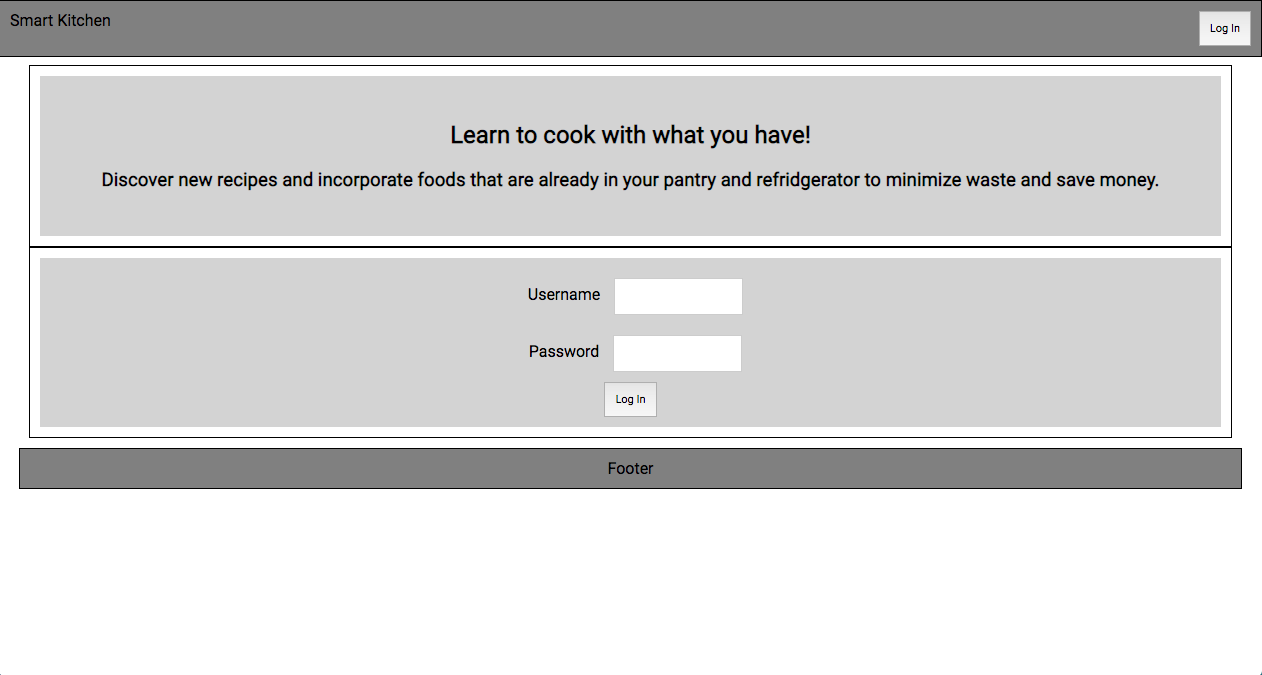 Smart Kitchen
Log In
Learn to cook with what you have!
Discover new recipes and incorporate foods that are already in your pantry and refridgerator to minimize waste and save money.
Username
Password
Log In
Footer